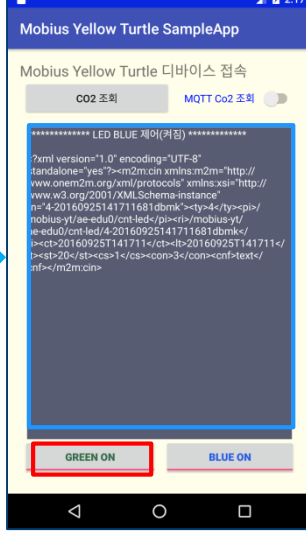 2:17
Mobius Yellow Turtle SampleApp
Mobius Yellow Turtle 디바이스 접속
CO2 조회
MQTT Co2 조회
************* LED BLUE 제어(켜짐) *************
?xml version="1.0" encoding="UTF-8"
standalone="yes"?><m2m:cin xmlns:m2m="http://
www.onem2m.org/xml/protocols" xmlns:xsi="http://
www.w3.org/2001/XMLSchema-instance"
n="4-20160925141711681dbmk"><ty>4</ty><pi>/
mobius-yt/ae-edu0/cnt-led</pi><ri>/mobius-yt/
ae-edu0/cnt-led/4-20160925141711681dbmk</
i><ct>20160925T141711</ct><lt>20160925T141711</
t><st>20</st><cs>1</cs><con>3</con><cnf>text</
cnf></m2m:cin>
GREEN ON
BLUE ON